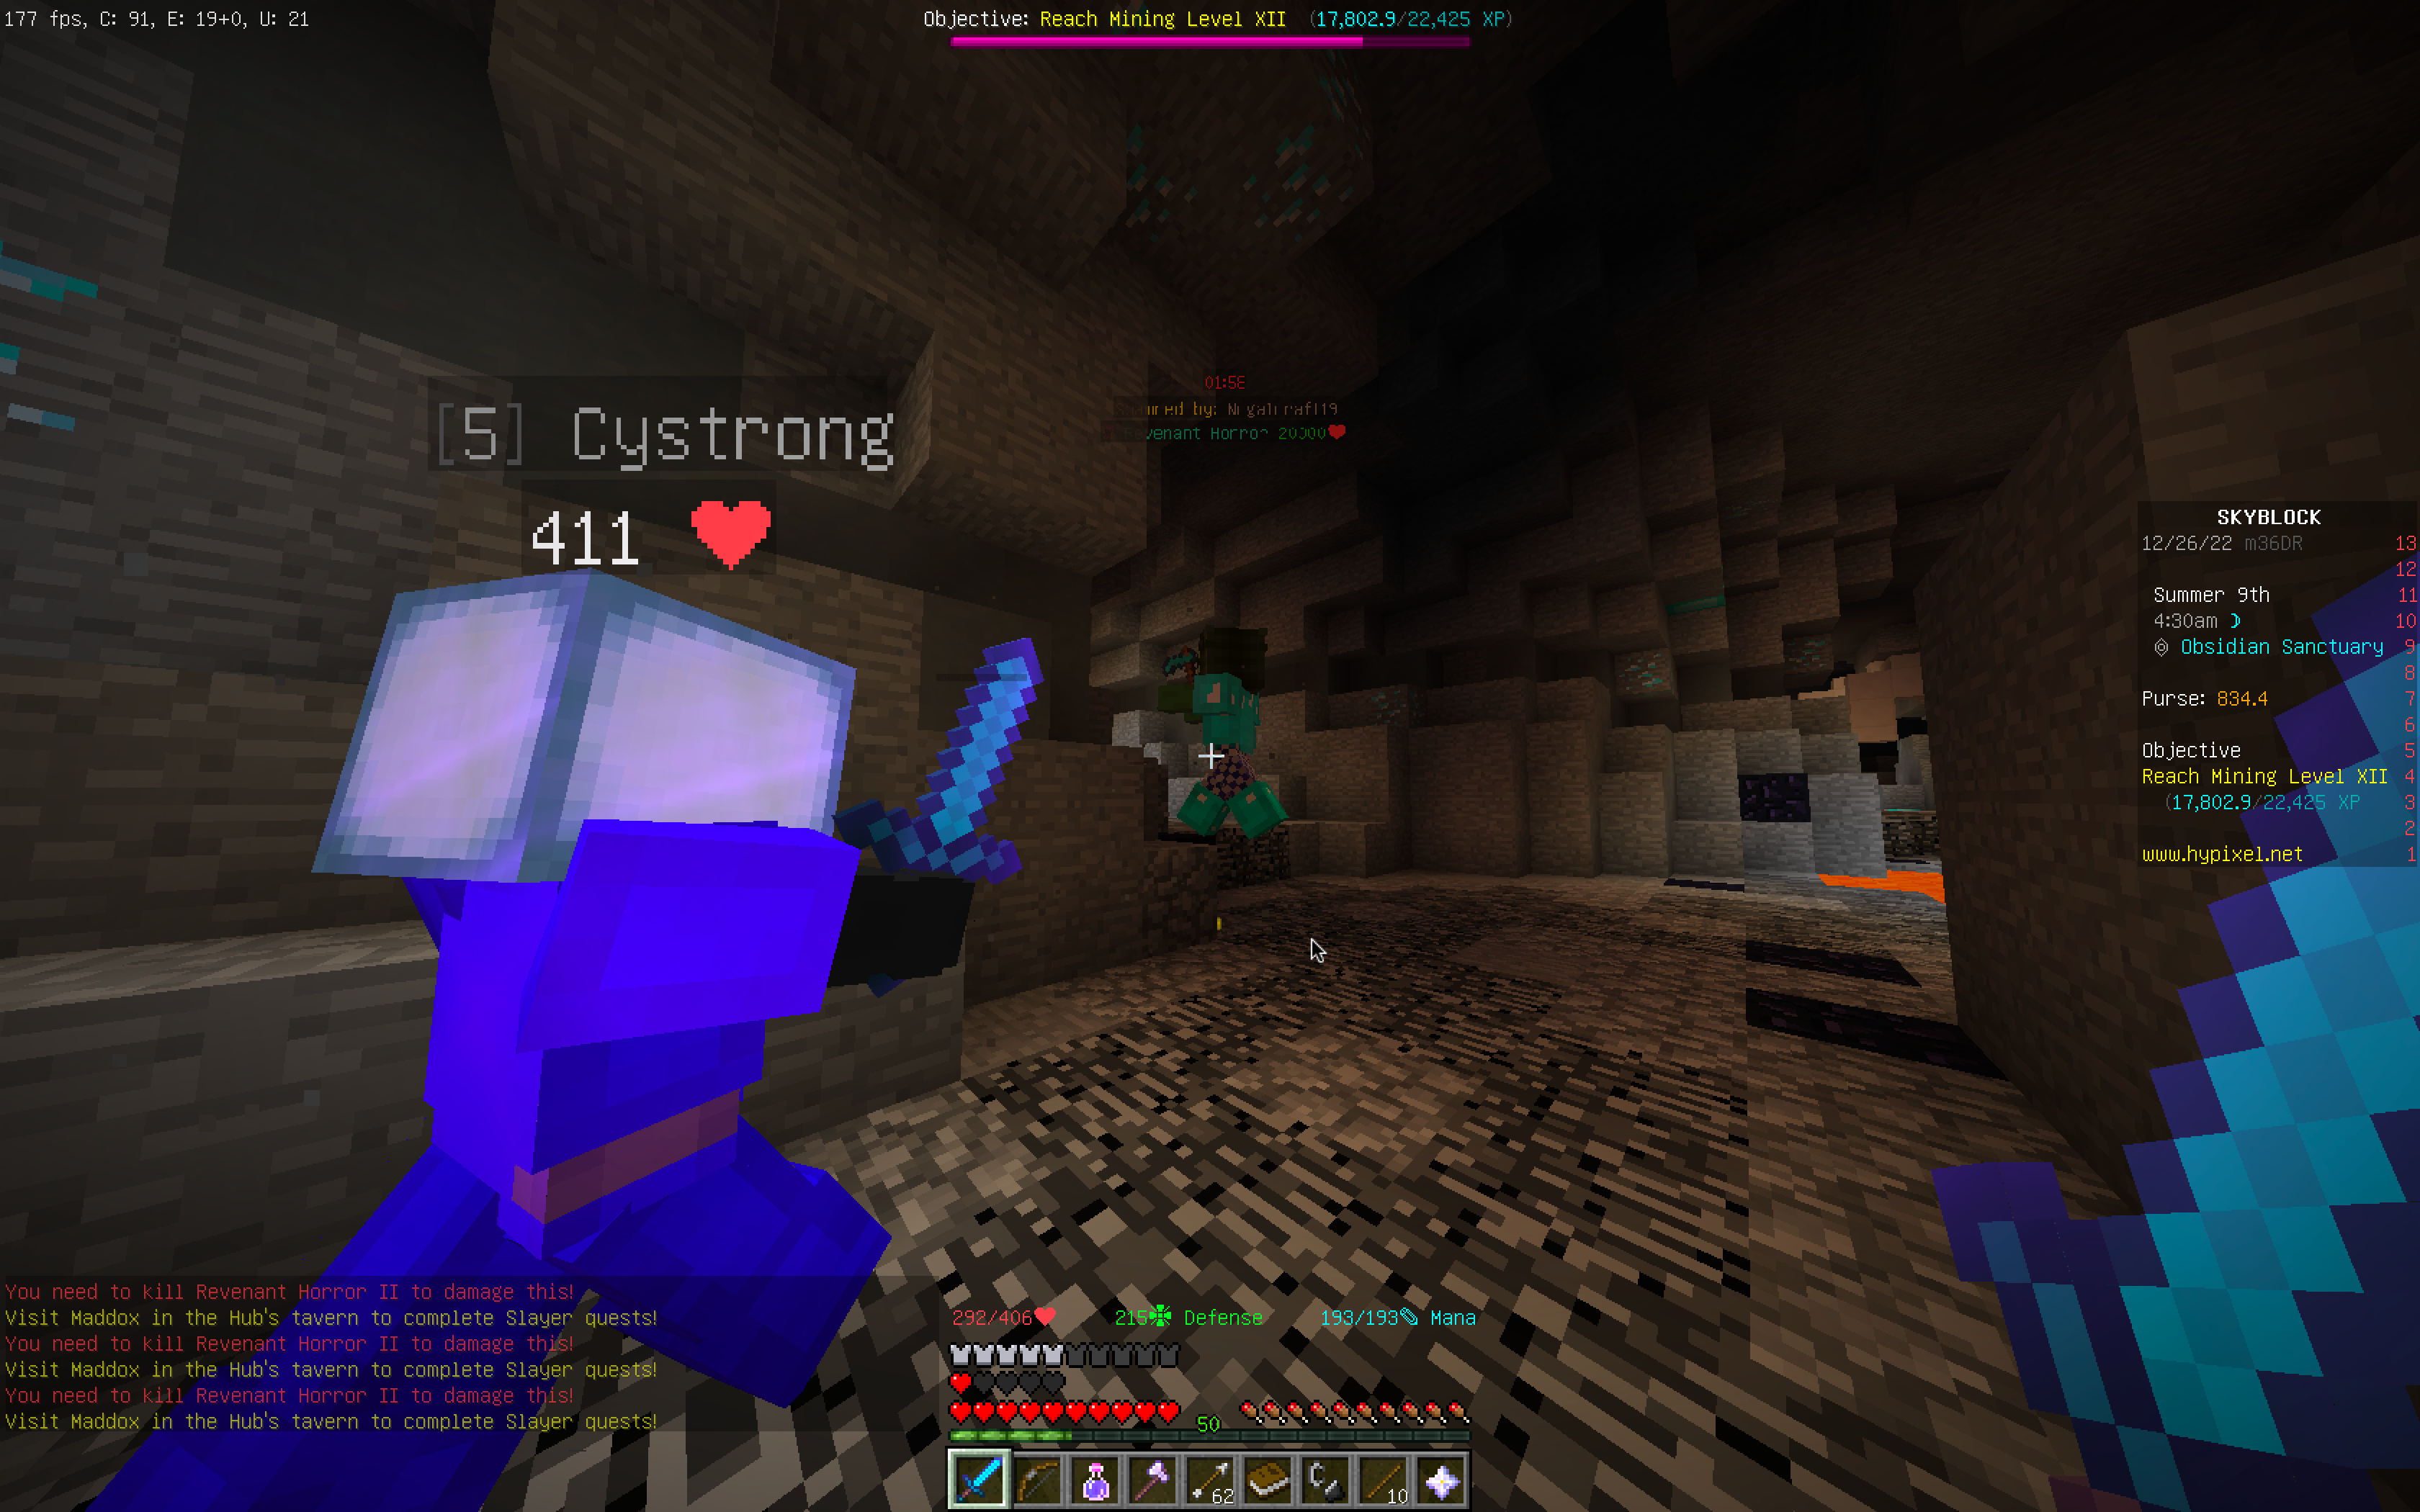 177 fps, C: 91, E: 19+0, U: 21
Objective: Reach Mining Level XII (17,802.9/22,425 XP)
01:58
by:
Horror 20000❤
[5] Cystrong
411 ❤
SKYBLOCK
12/26/22 m36DR 13
12
Summer 9th 11
4:30am ☽ 10
Obsidian Sanctuary 9
8
Purse: 834.4 7
6
Objective 5
Reach Mining Level XII 4
(17,802.9/22,425 XP 3
2
www.hypixel.net 1
You need to kill Revenant Horror II to damage this!
Visit Maddox in the Hub's tavern to complete Slayer quests!
You need to kill Revenant Horror II to damage this!
Visit Maddox in the Hub's tavern to complete Slayer quests!
You need to kill Revenant Horror II to damage this!
Visit Maddox in the Hub's tavern to complete Slayer quests!
292/406❤ 215 Defense 193/193✎ Mana
50
62 10